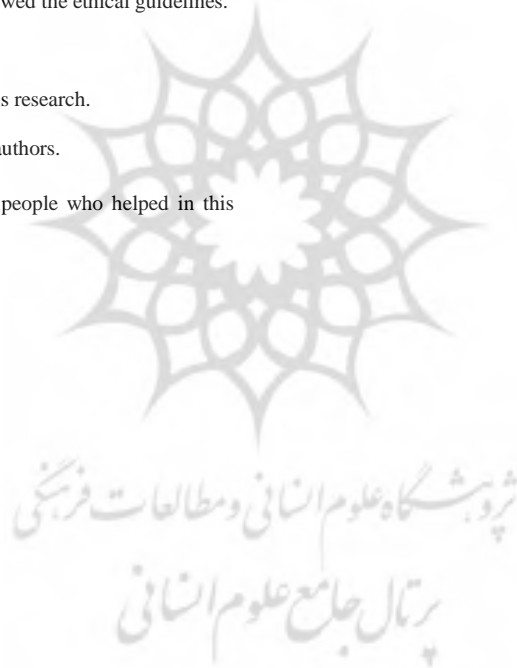 wed the ethical guidelines.
s research.
uthors.
people who helped in this
پژوهشگاه علوم انسانی و مطالعات فرهنگی
پرتال جامع علوم انسانی